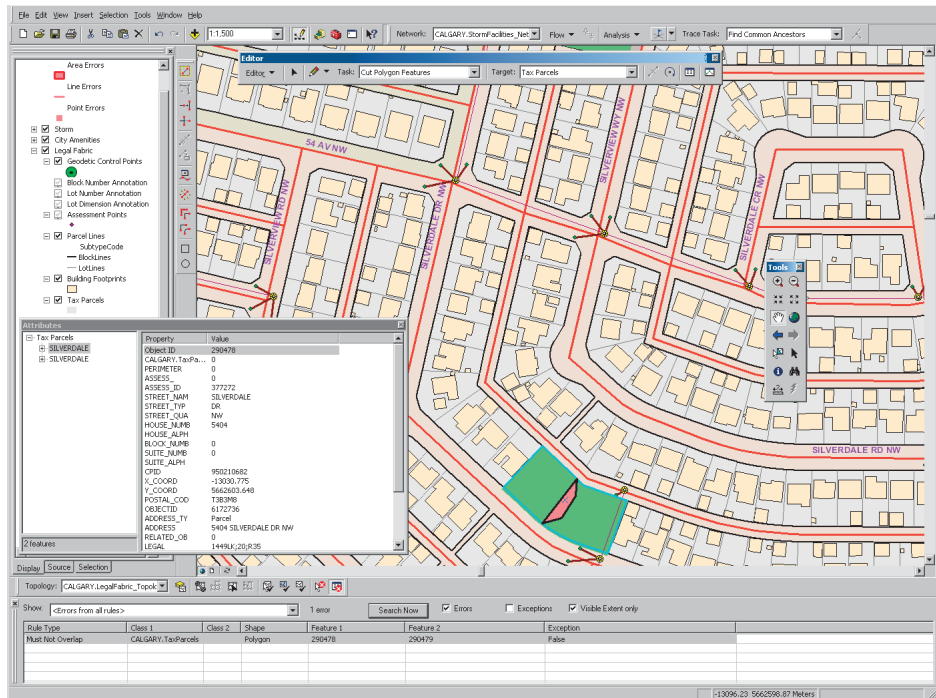 File Edit View Insert Selection Tools Window Help
1:1,500
Network: CALGARY.StormFacilities_Net
Flow
Analysis
Trace Task: Find Common Ancestors
Editor
Editor
Task: Cut Polygon Features
Target: Tax Parcels
Area Errors
Line Errors
Point Errors
Storm
City Amenities
Legal Fabric
Geodetic Control Points
Block Number Annotation
Lot Number Annotation
Lot Dimension Annotation
Assessment Points
Parcel Lines
SubtypeCode
BlockLines
LotLines
Building Footprints
Tax Parcels
54 AV NW
SILVERVIEW RD NW
SILVERDALE DR NW
SILVERVIEW WY NW
SILVERDALE CR NW
SILVERDALE RD NW
Tools
Attributes
Tax Parcels
SILVERDALE
SILVERDALE
2 features
Property Value
Object ID 290478
CALGARY.TaxPa... 0
PERIMETER 0
ASSESS_ 0
ASSESS_ID 377272
STREET_NAM SILVERDALE
STREET_TYP DR
STREET_QUA NW
HOUSE_NUMB 5404
HOUSE_ALPH
BLOCK_NUMB 0
SUITE_NUMB 0
SUITE_ALPH
CPID 950210682
X_COORD -13030.775
Y_COORD 5662603.648
POSTAL_COD T3B3M8
OBJECTID 6172736
ADDRESS_TY Parcel
ADDRESS 5404 SILVERDALE DR NW
RELATED_OB 0
LEGAL 1449LK;20;R35
Display Source Selection
Topology: CALGARY.LegalFabric_Topolo
Show: <Errors from all rules>
1 error
Search Now
Errors
Exceptions
Visible Extent only
Rule Type Class 1 Class 2 Shape Feature 1 Feature 2 Exception
Must Not Overlap CALGARY.TaxParcels Polygon 290478 290479 False
-13096.23 5662598.87 Meters